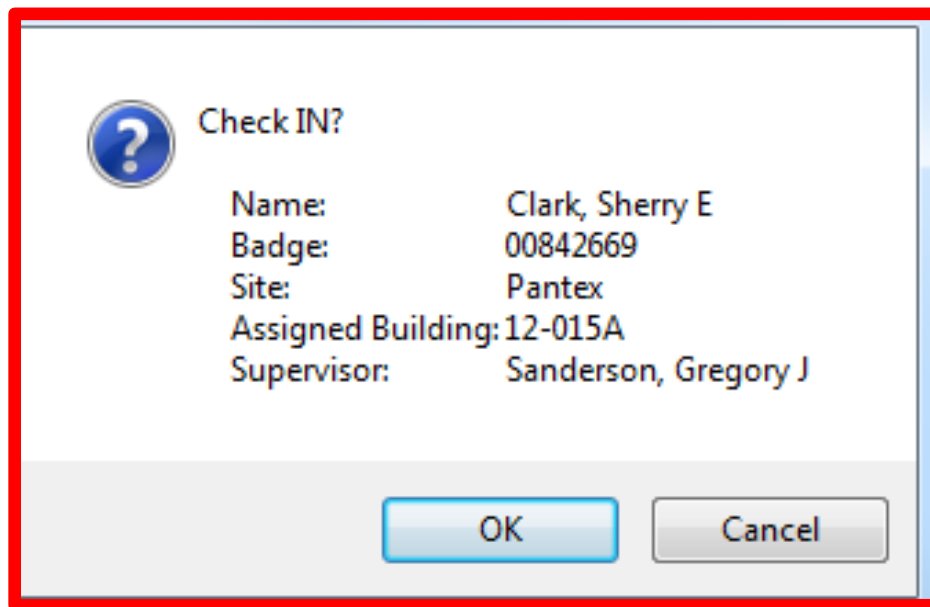 Check IN?
Name: Clark, Sherry E
Badge: 00842669
Site: Pantex
Assigned Building: 12-015A
Supervisor: Sanderson, Gregory J
OK Cancel